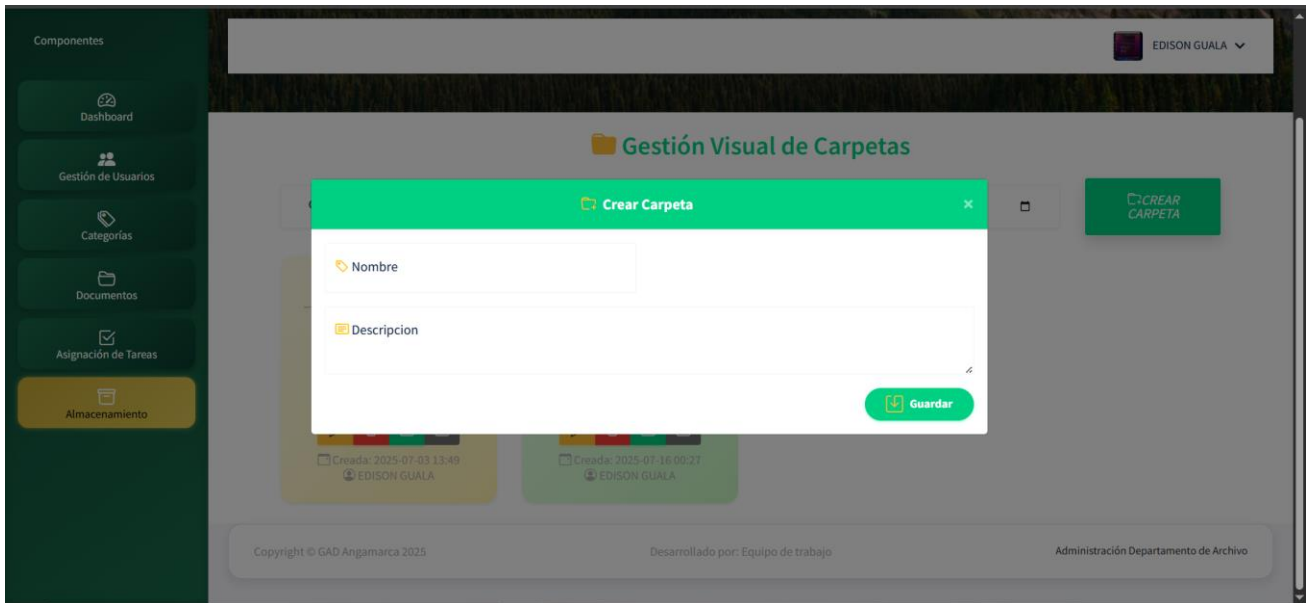 Componentes
EDISON GUALA
Dashboard
Gestión de Usuarios
Categorías
Documentos
Asignación de Tareas
Almacenamiento
Gestión Visual de Carpetas
CREAR
CARPETA
Crear Carpeta
×
Nombre
Descripcion
Guardar
Creada: 2025-07-03 13:49
EDISON GUALA
Creada: 2025-07-16 00:27
EDISON GUALA
Copyright © GAD Angamarca 2025
Desarrollado por: Equipo de trabajo
Administración Departamento de Archivo